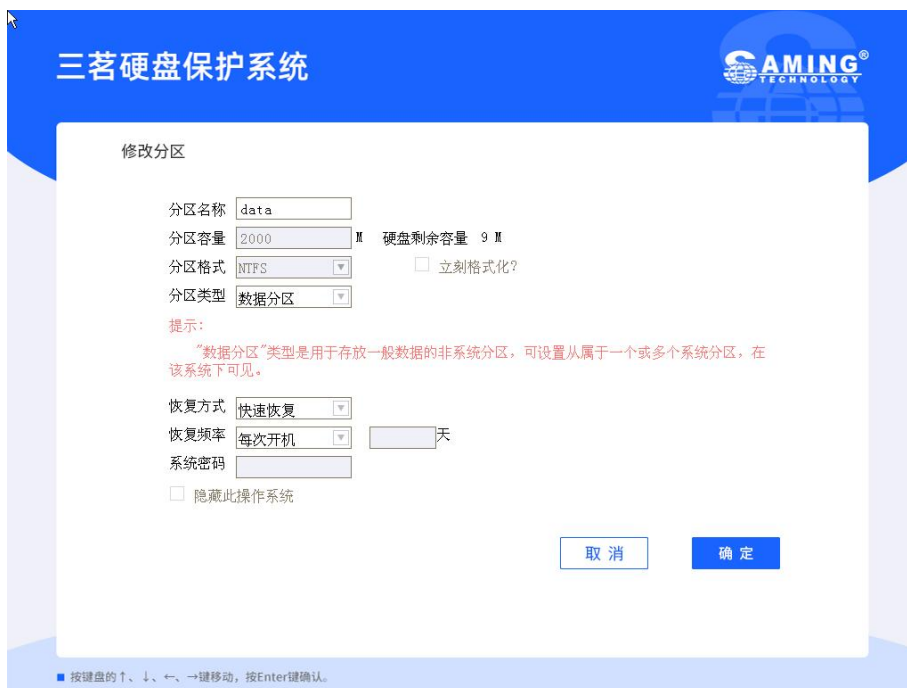 三茗硬盘保护系统
SAMING®
TECHNOLOGY
修改分区
分区名称 data
分区容量 2000 M 硬盘剩余容量 9 M
分区格式 NTFS 立刻格式化?
分区类型 数据分区
提示:
"数据分区"类型是用于存放一般数据的非系统分区，可设置从属于一个或多个系统分区，在
该系统下可见。
恢复方式 快速恢复
恢复频率 每次开机 天
系统密码
隐藏此操作系统
取 消 确 定
按键盘的↑、↓、←、→键移动，按Enter键确认。